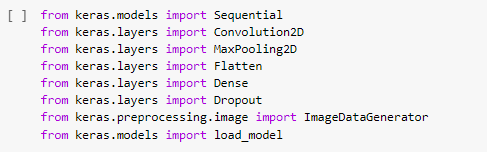 [ ] from keras.models import Sequential
from keras.layers import Convolution2D
from keras.layers import MaxPooling2D
from keras.layers import Flatten
from keras.layers import Dense
from keras.layers import Dropout
from keras.preprocessing.image import ImageDataGenerator
from keras.models import load_model